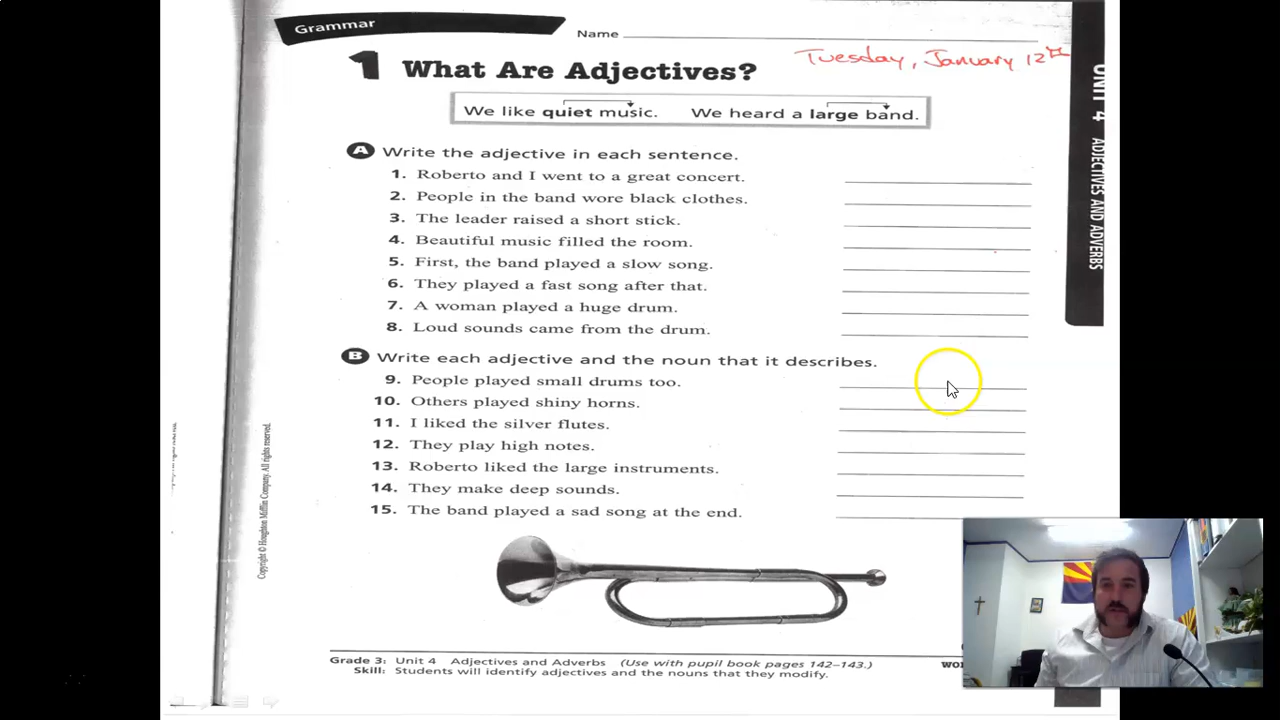 Grammar
Name
Tuesday, January 12th
1 What Are Adjectives?
We like quiet music. We heard a large band.
A Write the adjective in each sentence.
1. Roberto and I went to a great concert.
2. People in the band wore black clothes.
3. The leader raised a short stick.
4. Beautiful music filled the room.
5. First, the band played a slow song.
6. They played a fast song after that.
7. A woman played a huge drum.
8. Loud sounds came from the drum.
B Write each adjective and the noun that it describes.
9. People played small drums too.
10. Others played shiny horns.
11. I liked the silver flutes.
12. They play high notes.
13. Roberto liked the large instruments.
14. They make deep sounds.
15. The band played a sad song at the end.
Grade 3: Unit 4 Adjectives and Adverbs (Use with pupil book pages 142–143.)
Skill: Students will identify adjectives and the nouns that they modify.
Copyright © Houghton Mifflin Company. All rights reserved.
UNIT 4 ADJECTIVES AND ADVERBS